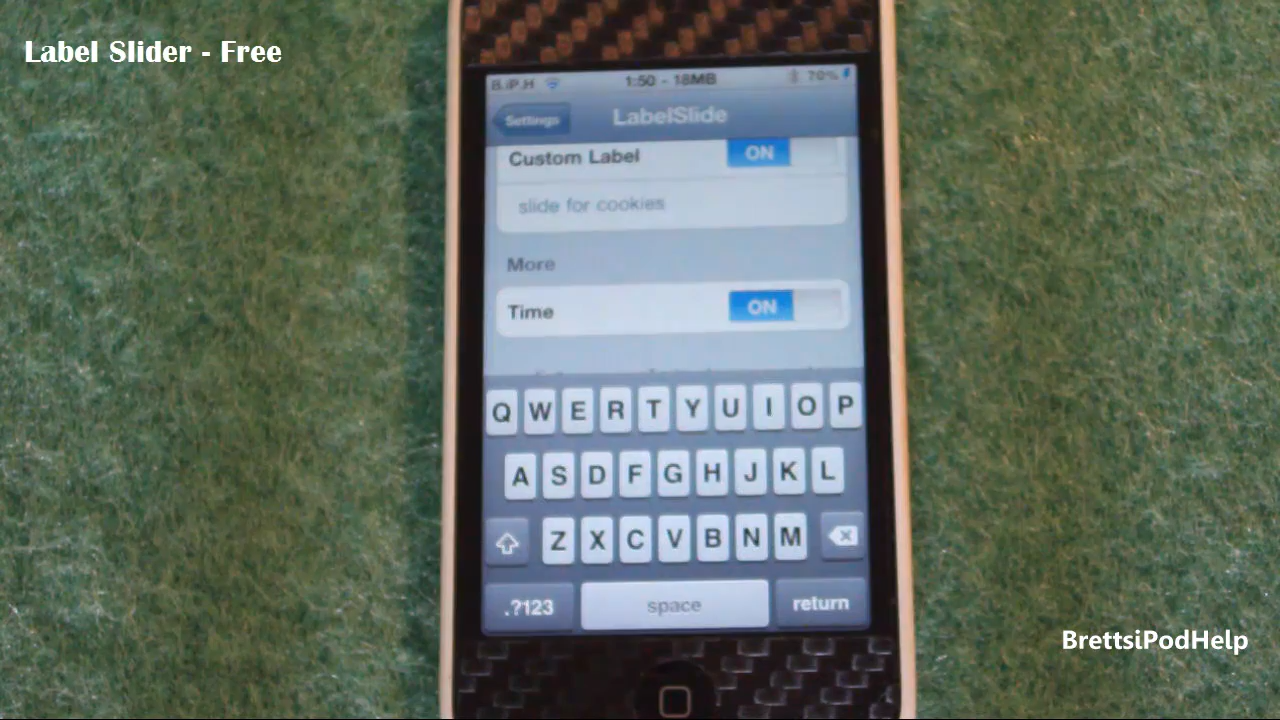 Label Slider - Free
B.iP.H 1:50 - 18MB 70%
Settings LabelSlide
Custom Label ON
slide for cookies
More
Time ON
Q W E R T Y U I O P
A S D F G H J K L
Z X C V B N M
.?123 space return
BrettsiPodHelp